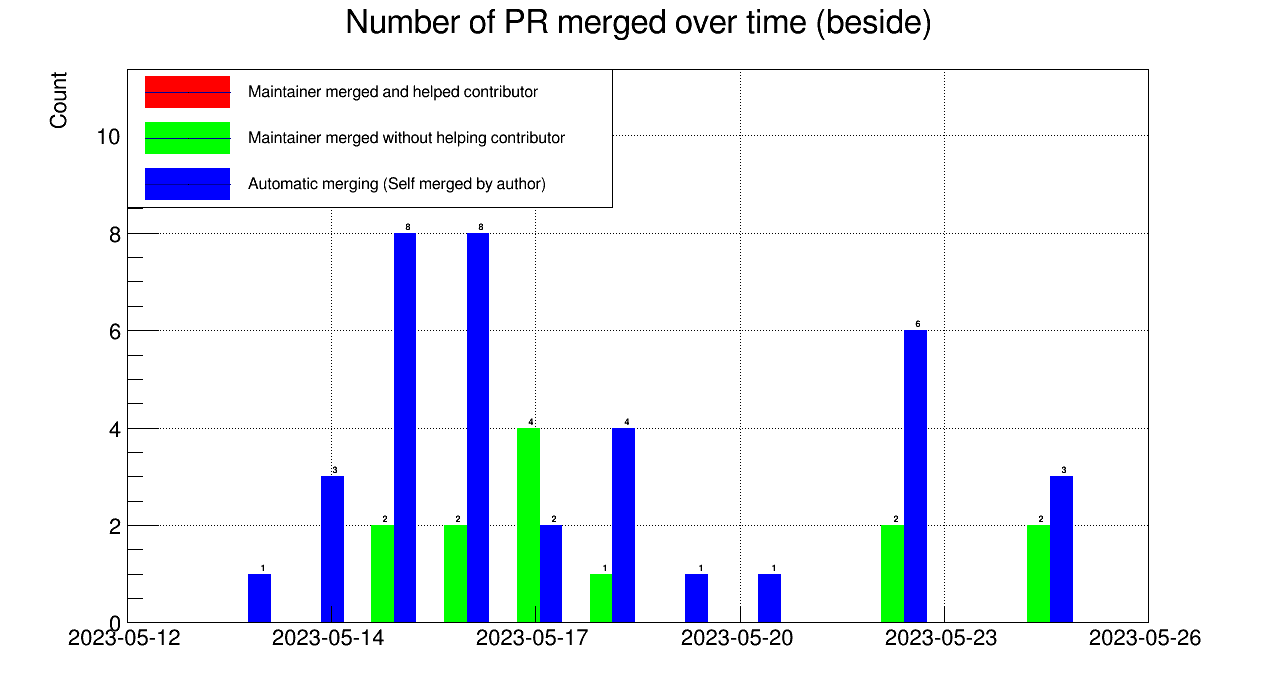 Number of PR merged over time (beside)
Count
Maintainer merged and helped contributor
Maintainer merged without helping contributor
Automatic merging (Self merged by author)
10
8
6
4
2
0
8 8
6
4 4
3 3
2 2 2 2 2
1 1 1 1
2023-05-12 2023-05-14 2023-05-17 2023-05-20 2023-05-23 2023-05-26